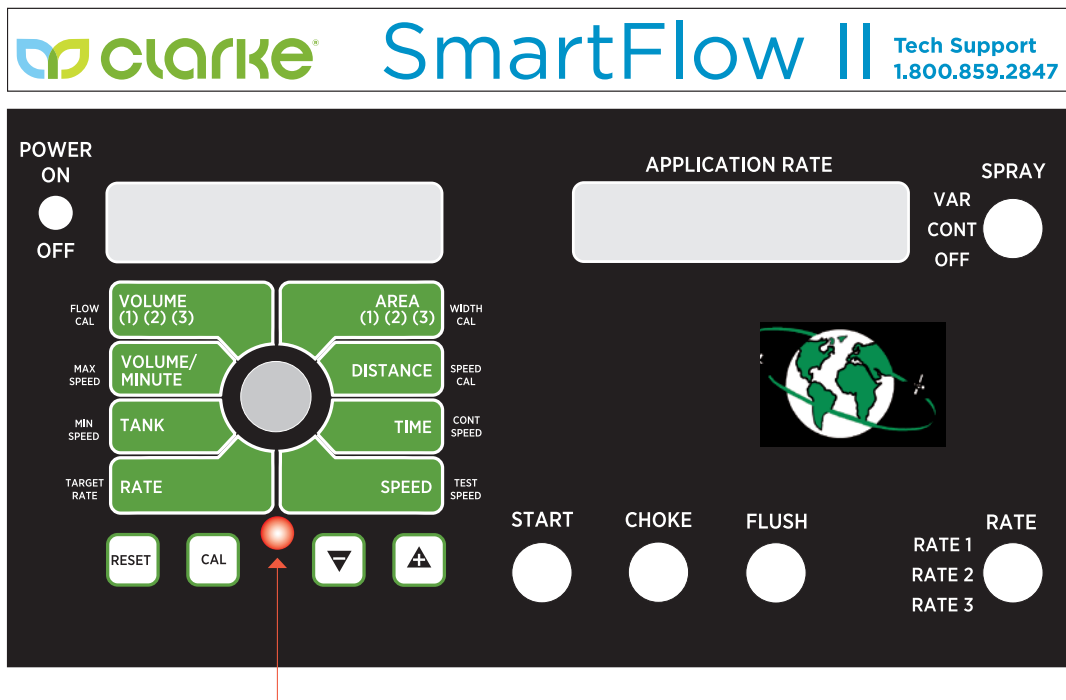 clarke®
SmartFlow II
Tech Support
1.800.859.2847
POWER
ON
OFF
APPLICATION RATE
SPRAY
VAR
CONT
OFF
FLOW
CAL
VOLUME
(1) (2) (3)
AREA
(1) (2) (3)
WIDTH
CAL
MAX
SPEED
VOLUME/
MINUTE
DISTANCE
SPEED
CAL
MIN
SPEED
TANK
TIME
CONT
SPEED
TARGET
RATE
RATE
SPEED
TEST
SPEED
RESET
CAL
START
CHOKE
FLUSH
RATE
RATE 1
RATE 2
RATE 3